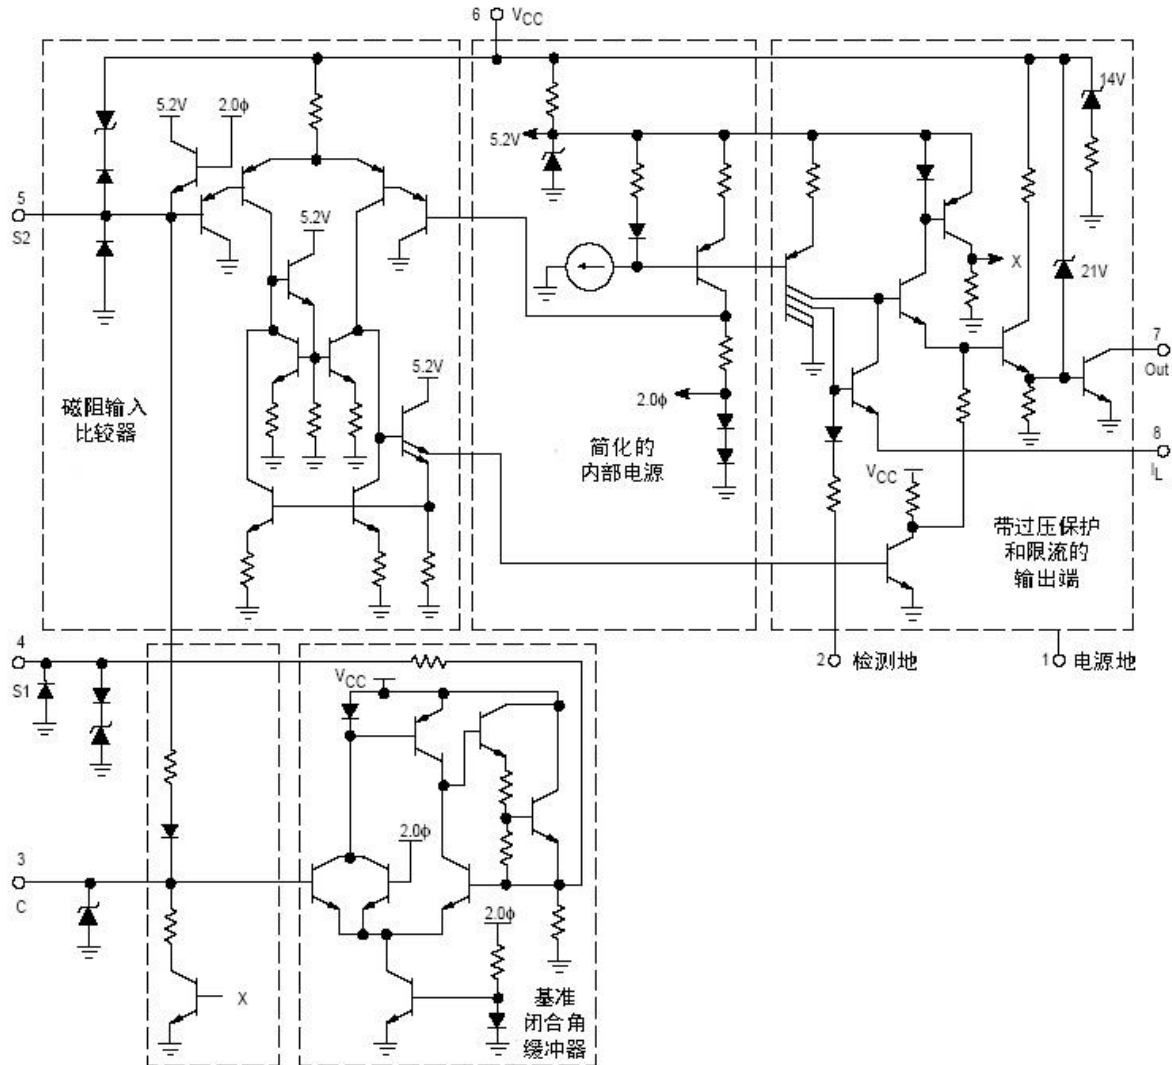 6 VCC
14V
5.2V
2.0ϕ
5.2V
5
S2
5.2V
X
21V
7
Out
5.2V
磁阻输入
比较器
2.0ϕ
简化的
内部电源
8
IL
VCC
带过压保护
和限流的
输出端
4
S1
2 检测地
1 电源地
VCC
2.0ϕ
3
C
2.0ϕ
X
基准
闭合角
缓冲器